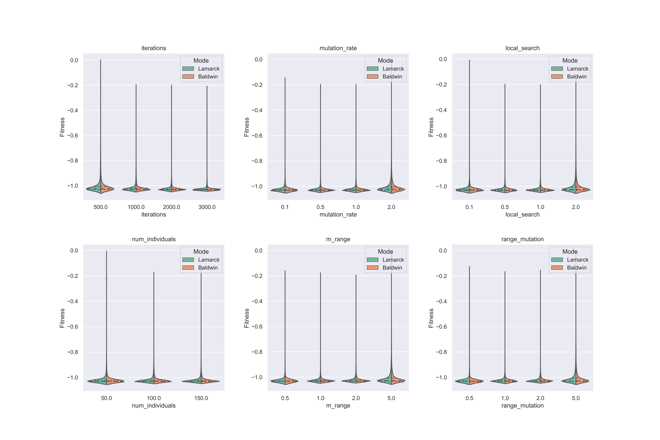 iterations
Mode
Lamarck
Baldwin
Fitness
0.0
−0.2
−0.4
−0.6
−0.8
−1.0
500.0 1000.0 2000.0 3000.0
iterations
mutation_rate
Mode
Lamarck
Baldwin
Fitness
0.0
−0.2
−0.4
−0.6
−0.8
−1.0
0.1 0.5 1.0 2.0
mutation_rate
local_search
Mode
Lamarck
Baldwin
Fitness
0.0
−0.2
−0.4
−0.6
−0.8
−1.0
0.1 0.5 1.0 2.0
local_search
num_individuals
Mode
Lamarck
Baldwin
Fitness
0.0
−0.2
−0.4
−0.6
−0.8
−1.0
50.0 100.0 150.0
num_individuals
m_range
Mode
Lamarck
Baldwin
Fitness
0.0
−0.2
−0.4
−0.6
−0.8
−1.0
0.5 1.0 2.0 5.0
m_range
range_mutation
Mode
Lamarck
Baldwin
Fitness
0.0
−0.2
−0.4
−0.6
−0.8
−1.0
0.5 1.0 2.0 5.0
range_mutation